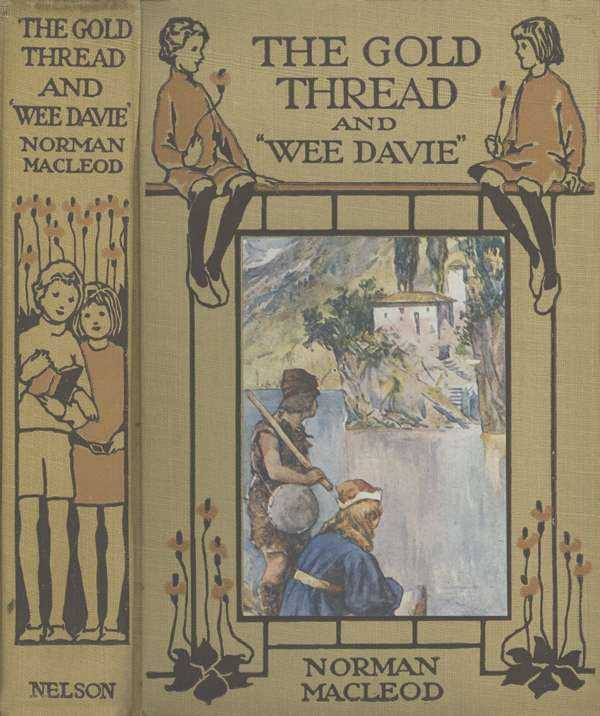 THE GOLD
THREAD
AND
"WEE DAVIE"
NORMAN
MACLEOD
NELSON
THE GOLD
THREAD
AND
"WEE DAVIE"
NORMAN
MACLEOD